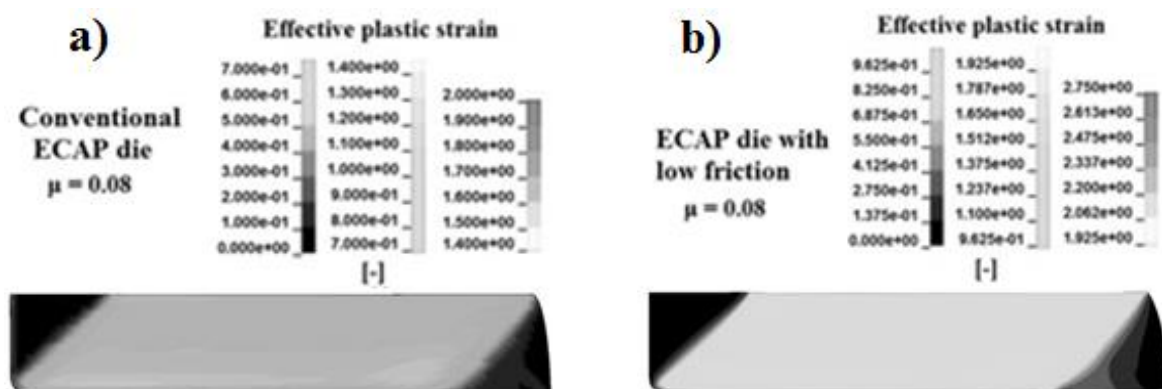 a)
Effective plastic strain
7.000e-01 1.400e+00
6.000e-01 1.300e+00 2.000e+00
5.000e-01 1.200e+00 1.900e+00
4.000e-01 1.100e+00 1.800e+00
3.000e-01 1.000e+00 1.700e+00
2.000e-01 9.000e-01 1.600e+00
1.000e-01 8.000e-01 1.500e+00
0.000e+00 7.000e-01 1.400e+00
[-]
Conventional
ECAP die
μ = 0.08
b)
Effective plastic strain
9.625e-01 1.925e+00
8.250e-01 1.787e+00 2.750e+00
6.875e-01 1.650e+00 2.613e+00
5.500e-01 1.512e+00 2.475e+00
4.125e-01 1.375e+00 2.337e+00
2.750e-01 1.237e+00 2.200e+00
1.375e-01 1.100e+00 2.062e+00
0.000e+00 9.625e-01 1.925e+00
[-]
ECAP die with
low friction
μ = 0.08